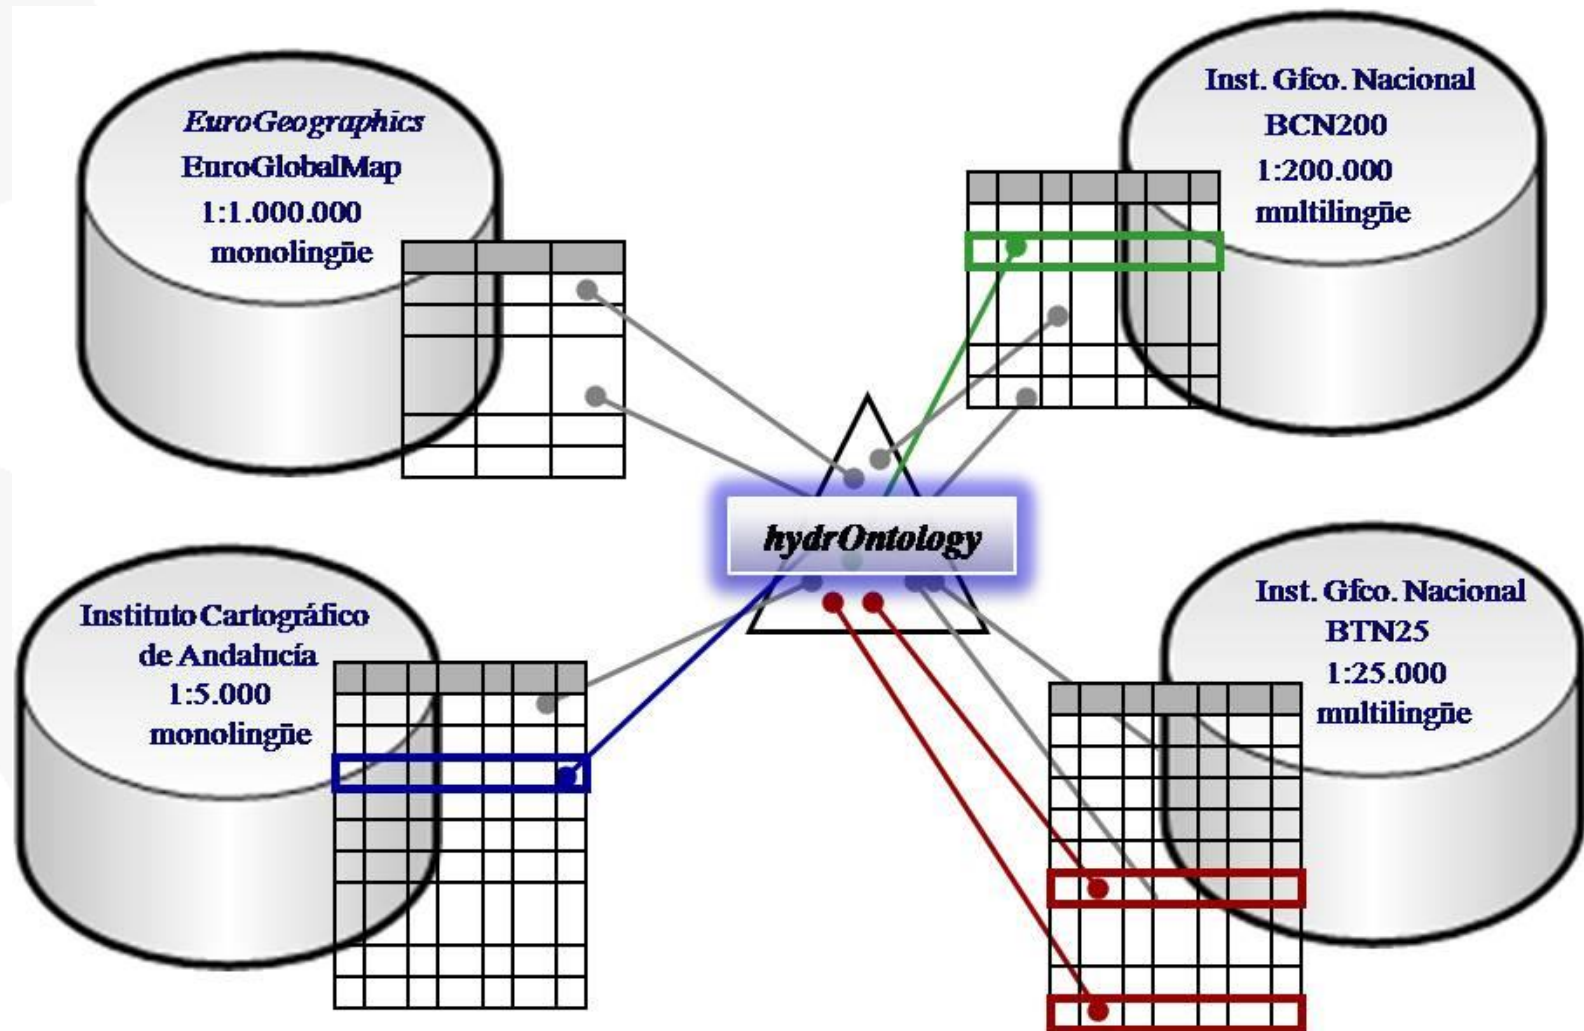 EuroGeographics
EuroGlobalMap
1:1.000.000
monolingüe
Inst. Gfco. Nacional
BCN200
1:200.000
multilingüe
hydrOntology
Instituto Cartográfico
de Andalucía
1:5.000
monolingüe
Inst. Gfco. Nacional
BTN25
1:25.000
multilingüe